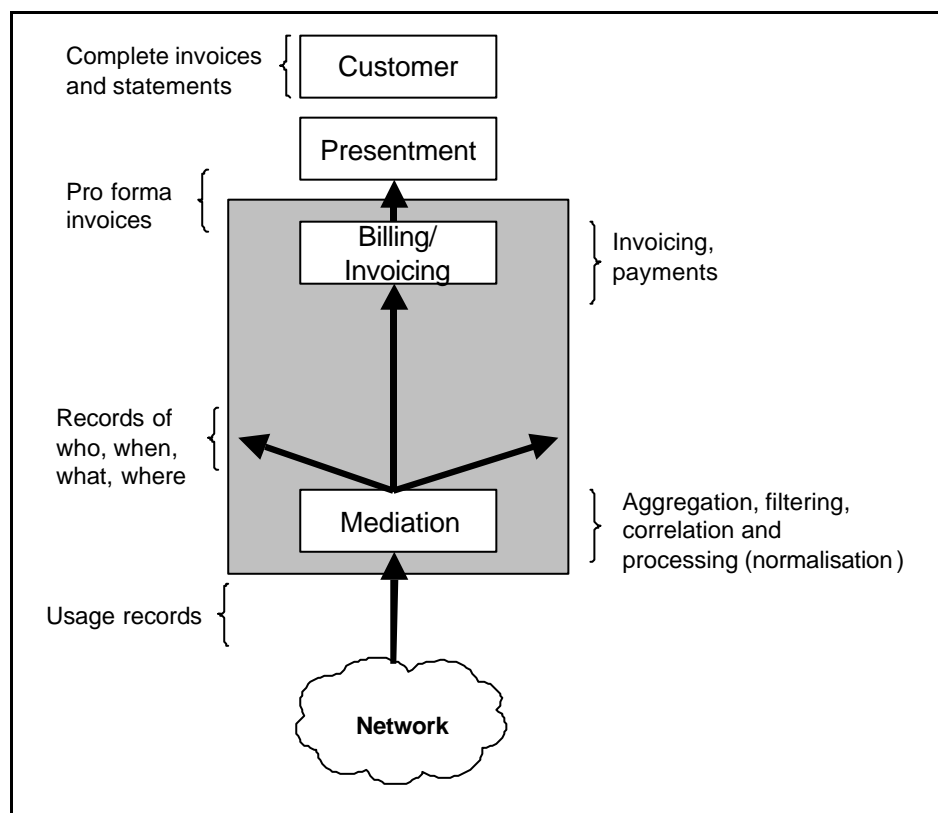 Complete invoices
and statements
Customer
Presentment
Pro forma
invoices
Billing/
Invoicing
Invoicing,
payments
Records of
who, when,
what, where
Mediation
Aggregation, filtering,
correlation and
processing (normalisation)
Usage records
Network